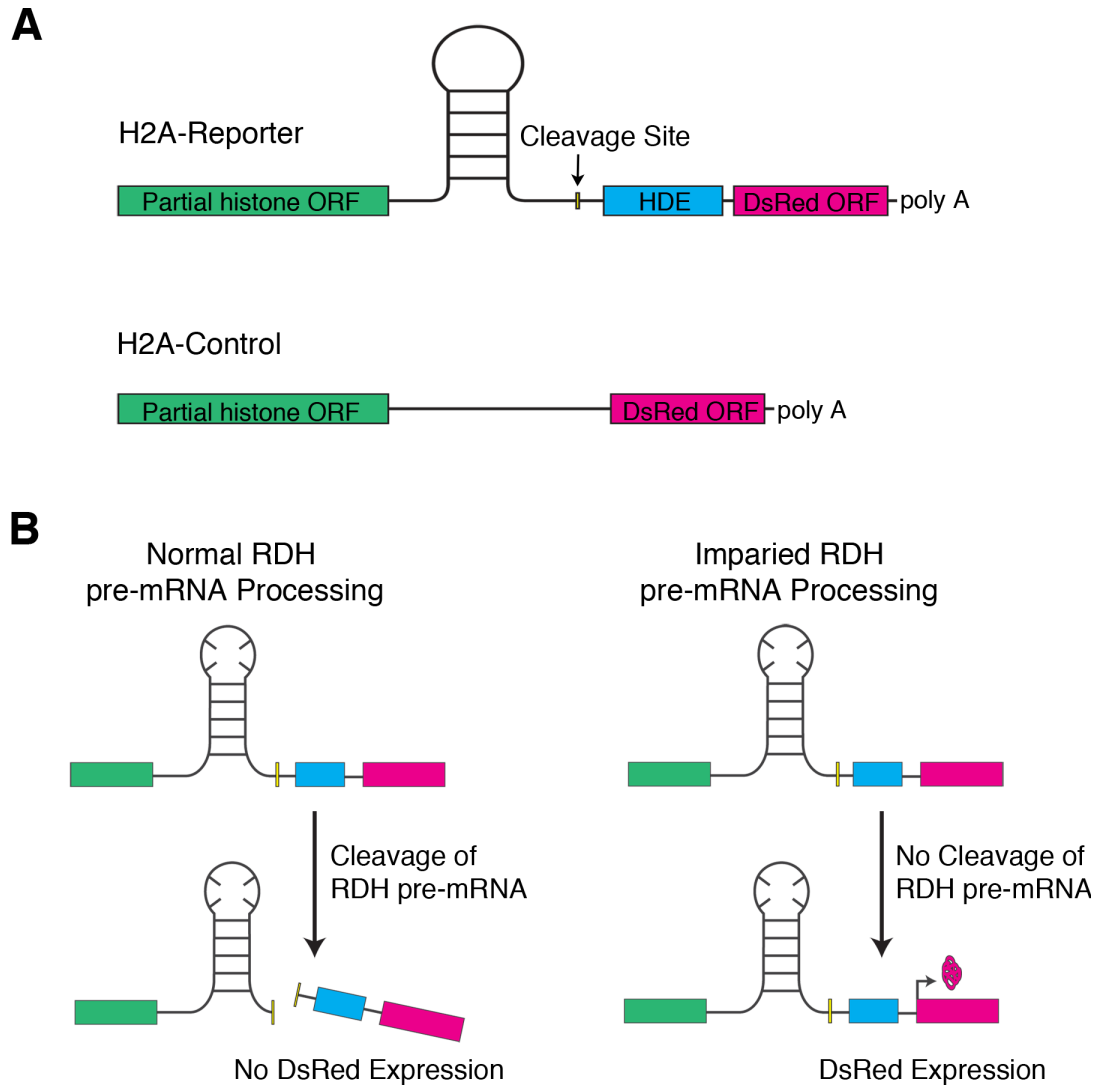 A
H2A-Reporter
Cleavage Site
Partial histone ORF
HDE
DsRed ORF
poly A
H2A-Control
Partial histone ORF
DsRed ORF
poly A
B
Normal RDH
pre-mRNA Processing
Imparied RDH
pre-mRNA Processing
Cleavage of
RDH pre-mRNA
No Cleavage of
RDH pre-mRNA
No DsRed Expression
DsRed Expression